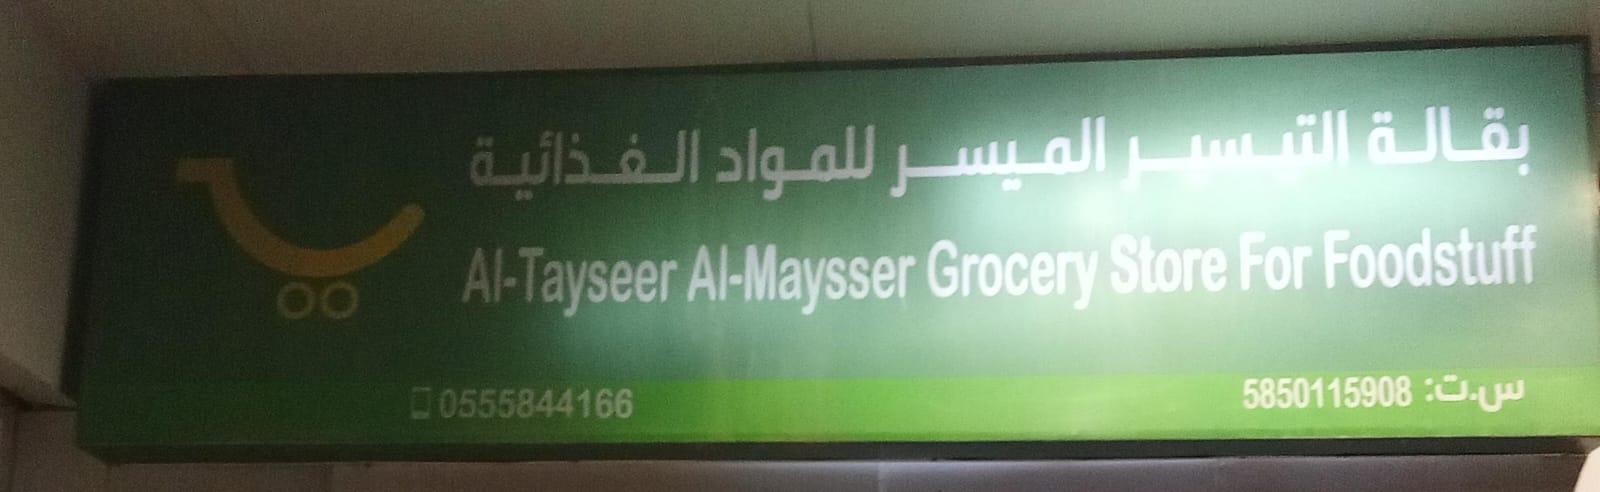 بقالة التيسير الميسر للمواد الغذائية
Al-Tayseer Al-Maysser Grocery Store For Foodstuff
0555844166
س.ت: 5850115908